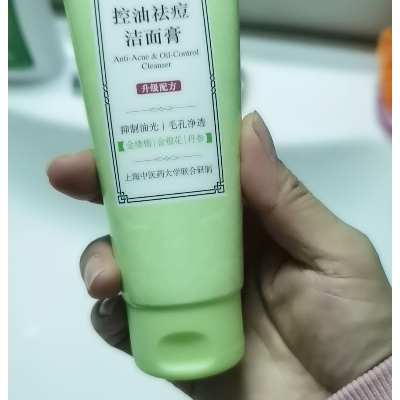 控油祛痘
洁面膏
Anti-Acne & Oil-Control
Cleanser
升级配方
抑制油光 | 毛孔净透
金缕梅 | 金银花 | 丹参
上海中医药大学联合研制